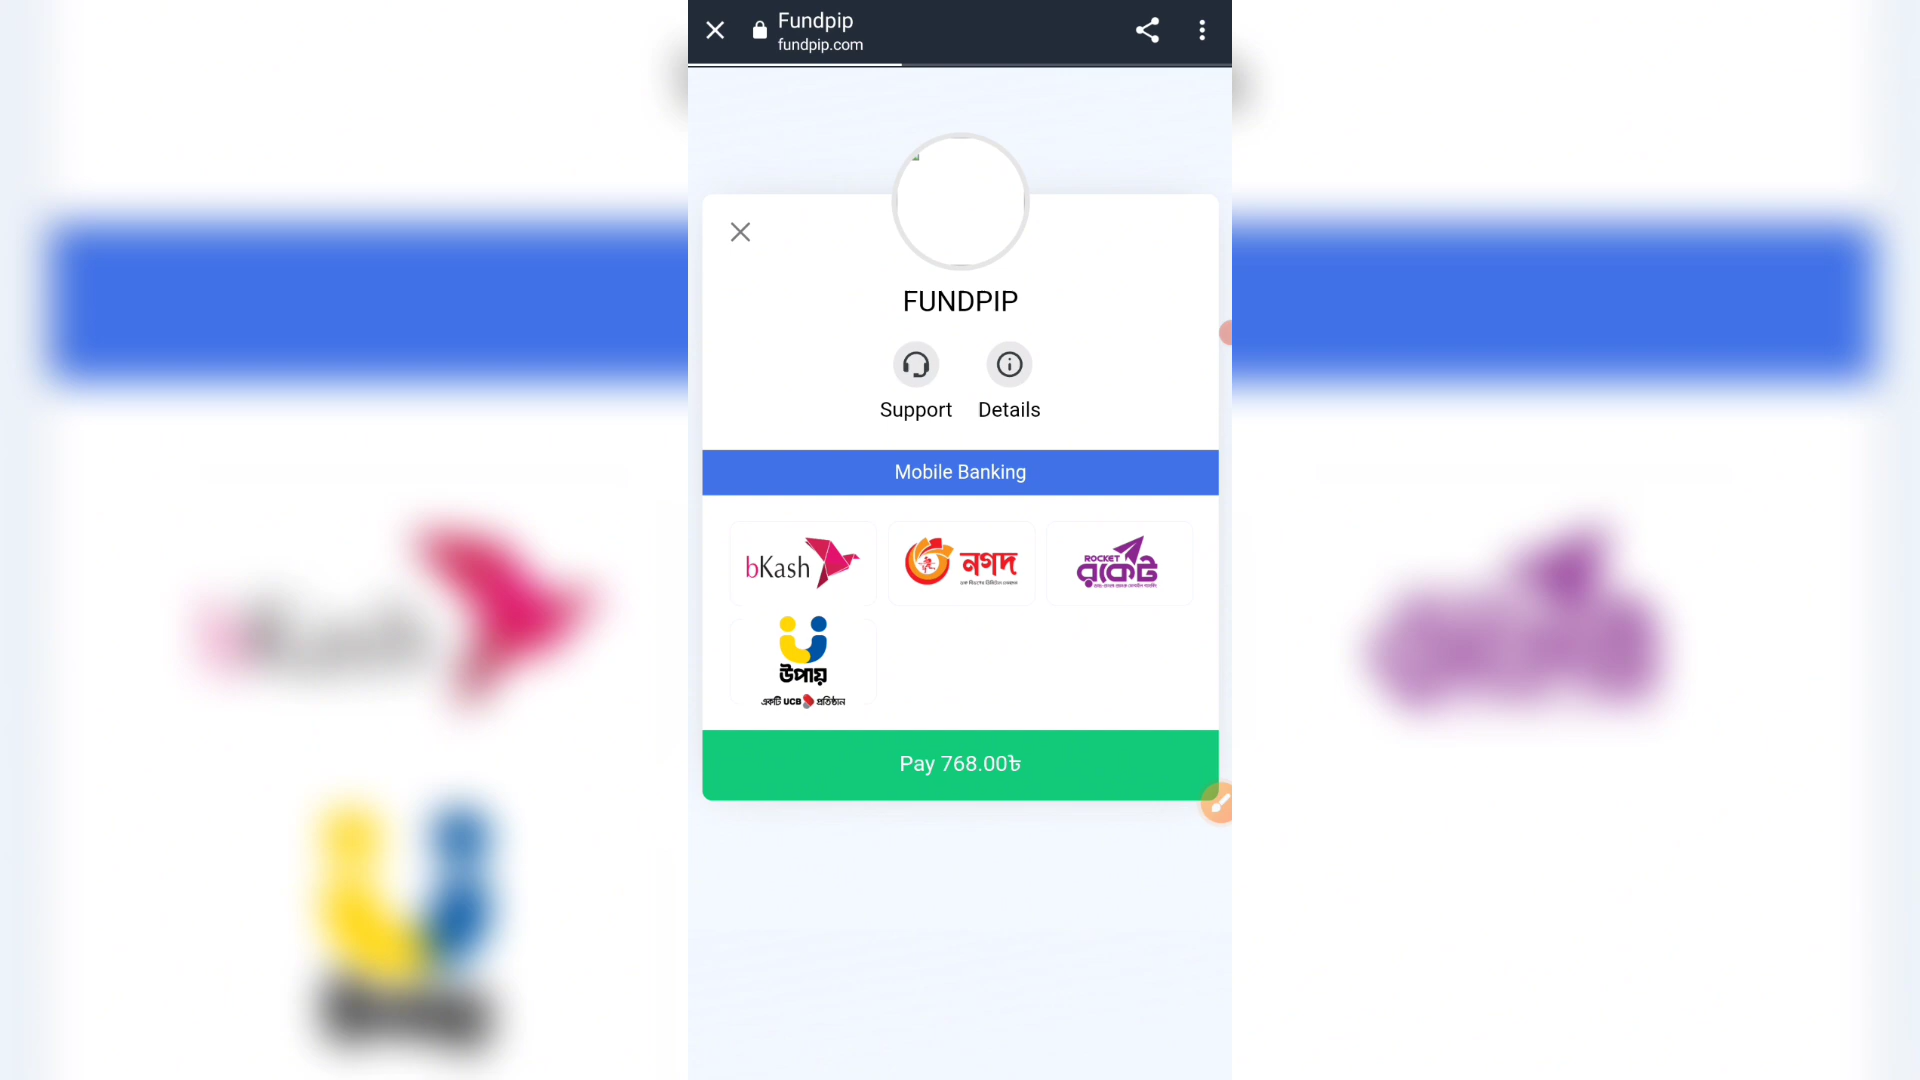 Fundpip
fundpip.com
FUNDPIP
Support Details
Mobile Banking
bKash
নগদ
ROCKET
রকেট
উপায়
একটি UCB প্রতিষ্ঠান
Pay 768.00৳